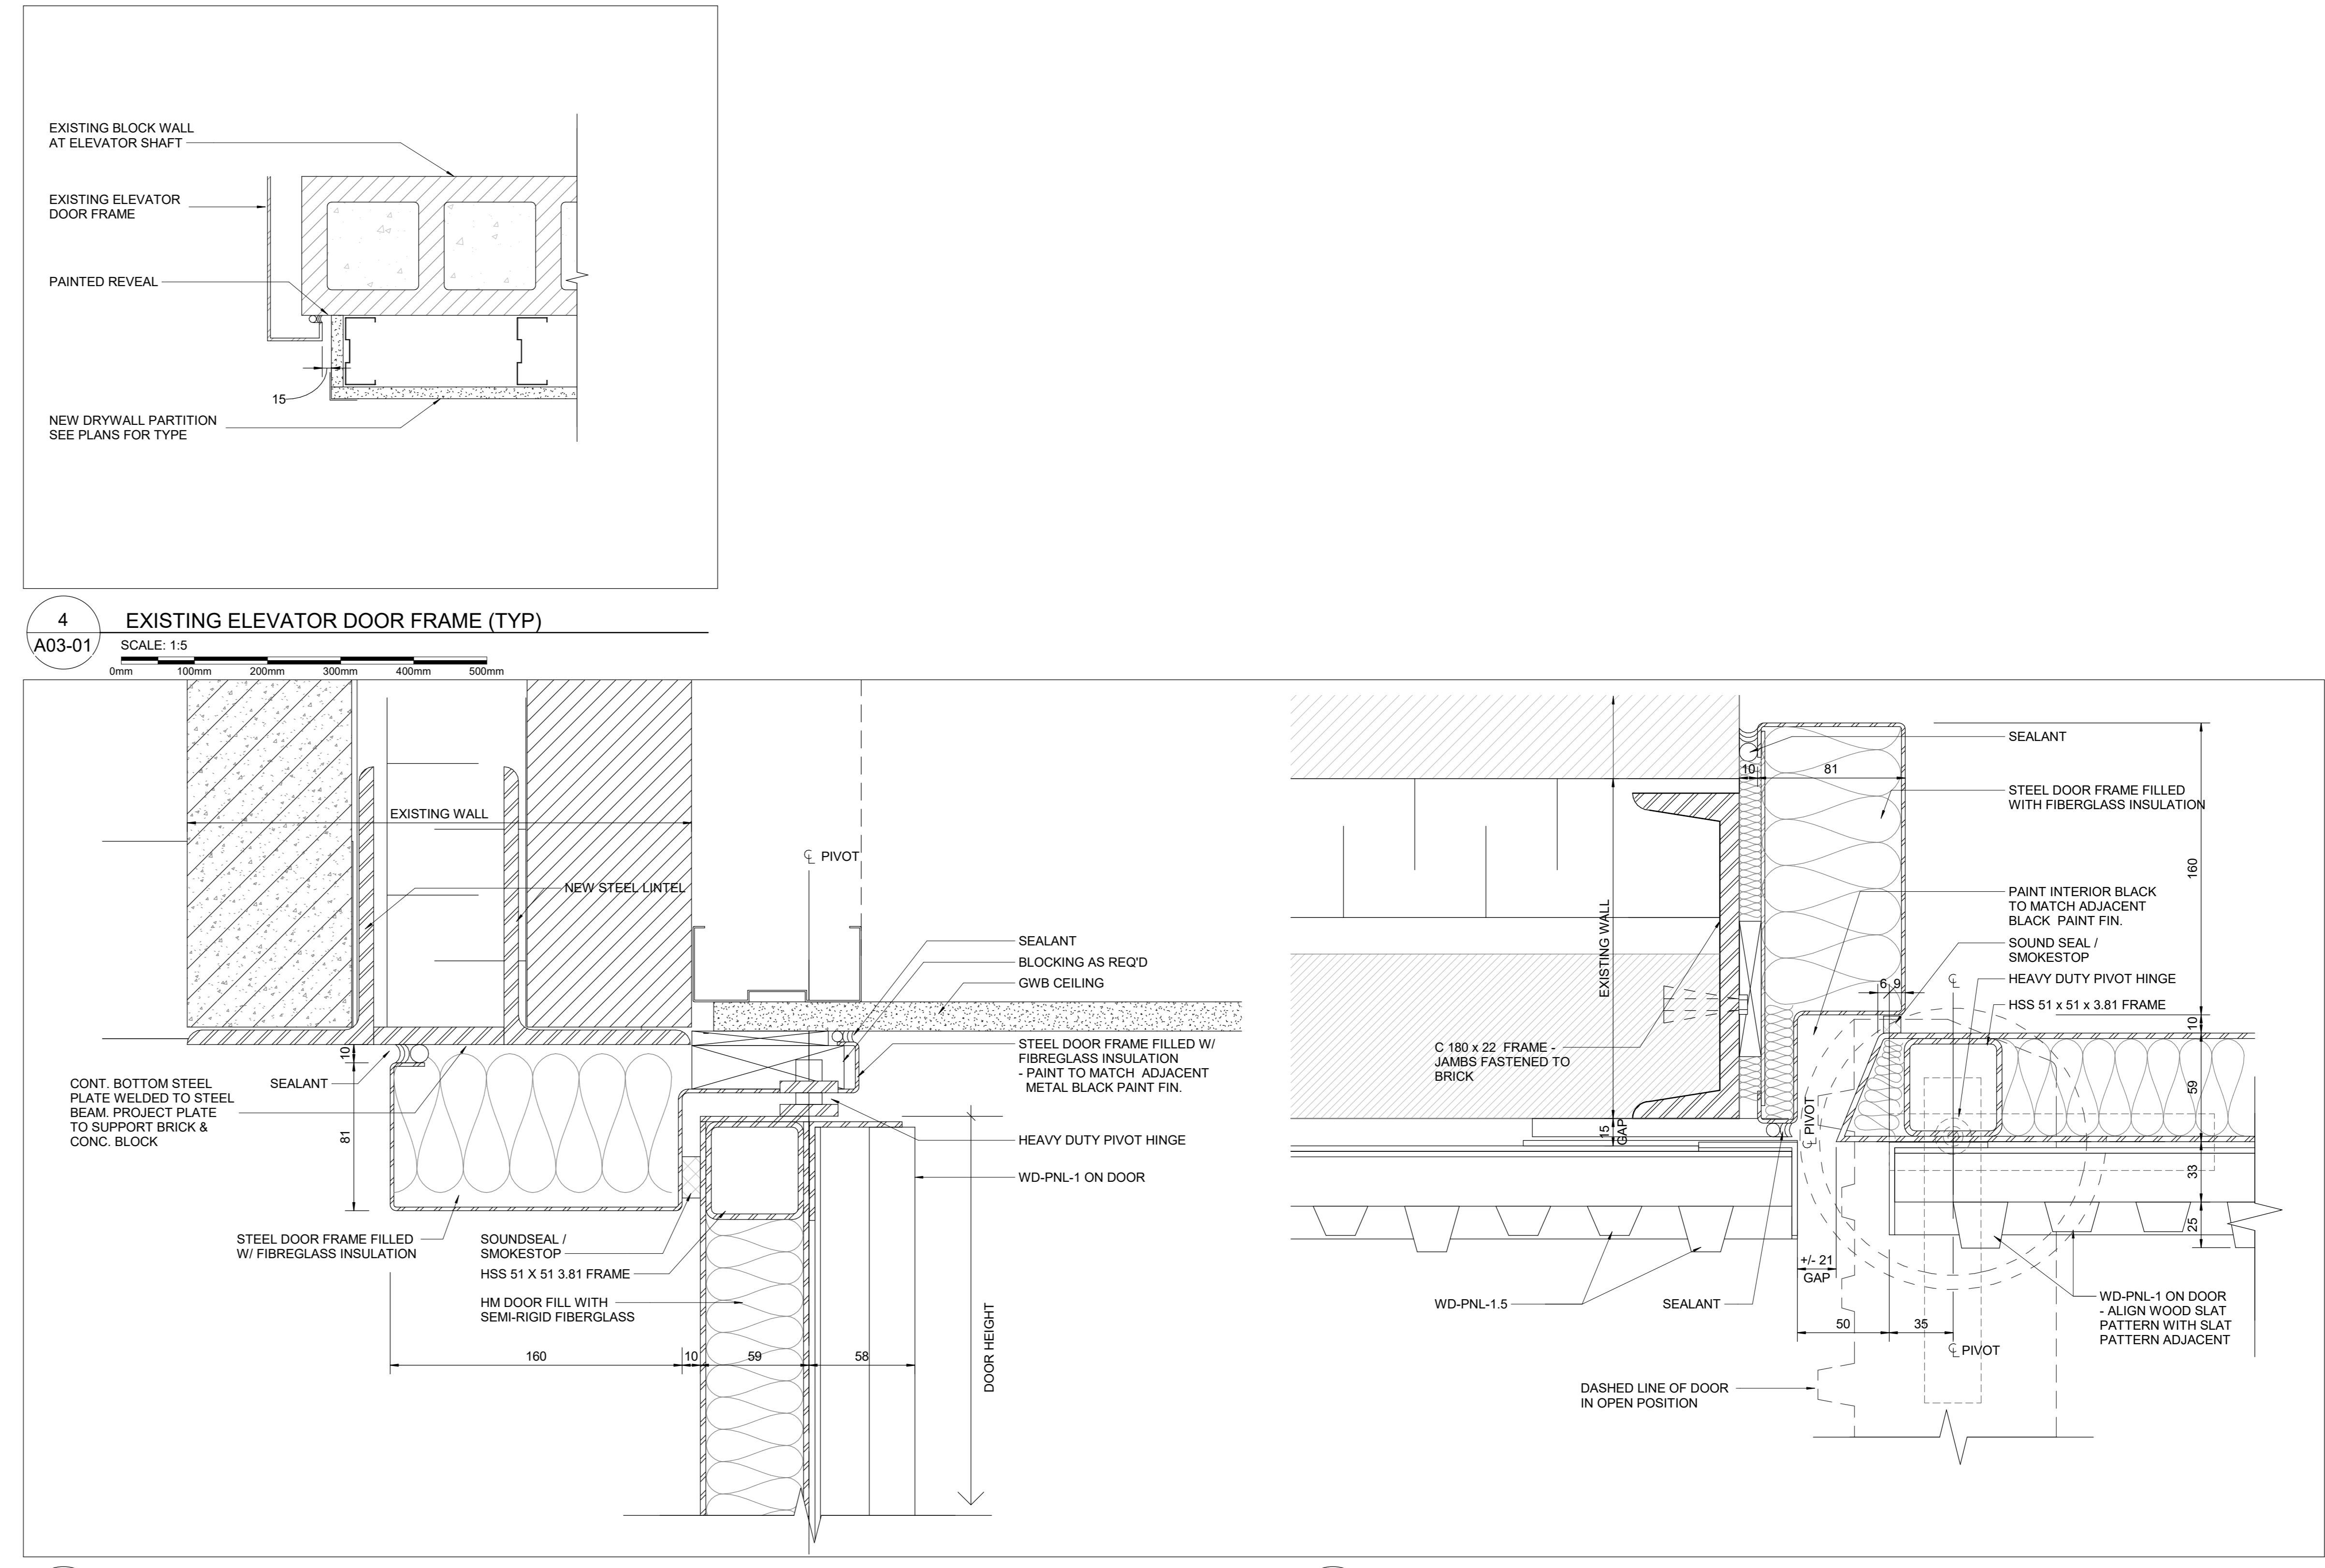 EXISTING BLOCK WALL
AT ELEVATOR SHAFT
EXISTING ELEVATOR
DOOR FRAME
PAINTED REVEAL
15
NEW DRYWALL PARTITION
SEE PLANS FOR TYPE
4
A03-01
EXISTING ELEVATOR DOOR FRAME (TYP)
SCALE: 1:5
0mm 100mm 200mm 300mm 400mm 500mm
EXISTING WALL
℄ PIVOT
NEW STEEL LINTEL
SEALANT
BLOCKING AS REQ'D
GWB CEILING
STEEL DOOR FRAME FILLED W/
FIBREGLASS INSULATION
- PAINT TO MATCH ADJACENT
METAL BLACK PAINT FIN.
HEAVY DUTY PIVOT HINGE
WD-PNL-1 ON DOOR
10
SEALANT
CONT. BOTTOM STEEL
PLATE WELDED TO STEEL
BEAM. PROJECT PLATE
TO SUPPORT BRICK &
CONC. BLOCK
81
STEEL DOOR FRAME FILLED
W/ FIBREGLASS INSULATION
SOUNDSEAL /
SMOKESTOP
HSS 51 X 51 3.81 FRAME
HM DOOR FILL WITH
SEMI-RIGID FIBERGLASS
160
10
59
58
DOOR HEIGHT
SEALANT
10
81
STEEL DOOR FRAME FILLED
WITH FIBERGLASS INSULATION
160
PAINT INTERIOR BLACK
TO MATCH ADJACENT
BLACK PAINT FIN.
SOUND SEAL /
SMOKESTOP
HEAVY DUTY PIVOT HINGE
HSS 51 x 51 x 3.81 FRAME
6
9
℄
EXISTING WALL
C 180 x 22 FRAME -
JAMBS FASTENED TO
BRICK
10
59
33
25
15
GAP
℄ PIVOT
+/- 21
GAP
WD-PNL-1.5
SEALANT
50
35
℄ PIVOT
WD-PNL-1 ON DOOR
- ALIGN WOOD SLAT
PATTERN WITH SLAT
PATTERN ADJACENT
DASHED LINE OF DOOR
IN OPEN POSITION